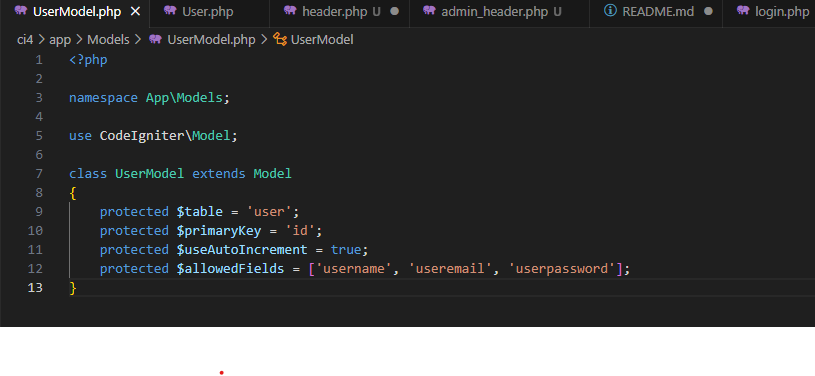 UserModel.php
User.php
header.php U
admin_header.php U
README.md
login.php
ci4 > app > Models > UserModel.php > UserModel
1 <?php
2
3 namespace App\Models;
4
5 use CodeIgniter\Model;
6
7 class UserModel extends Model
8 {
9 protected $table = 'user';
10 protected $primaryKey = 'id';
11 protected $useAutoIncrement = true;
12 protected $allowedFields = ['username', 'useremail', 'userpassword'];
13 }